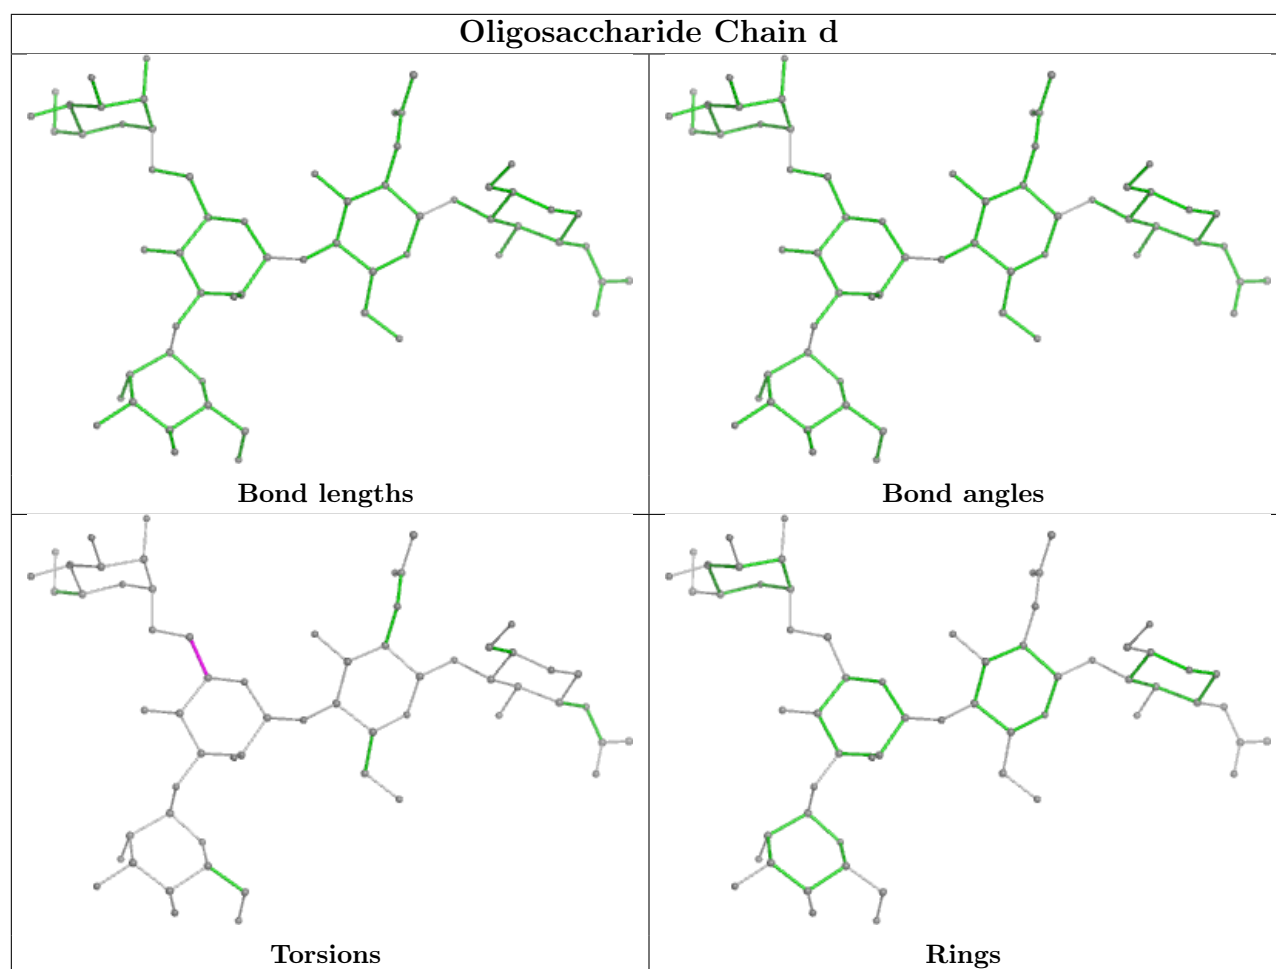 Oligosaccharide Chain d
Bond lengths
Bond angles
Torsions
Rings